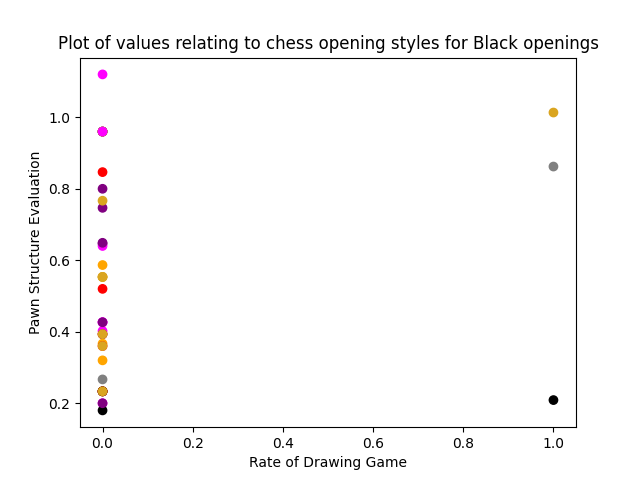 Plot of values relating to chess opening styles for Black openings
Pawn Structure Evaluation
1.0
0.8
0.6
0.4
0.2
0.0 0.2 0.4 0.6 0.8 1.0
Rate of Drawing Game